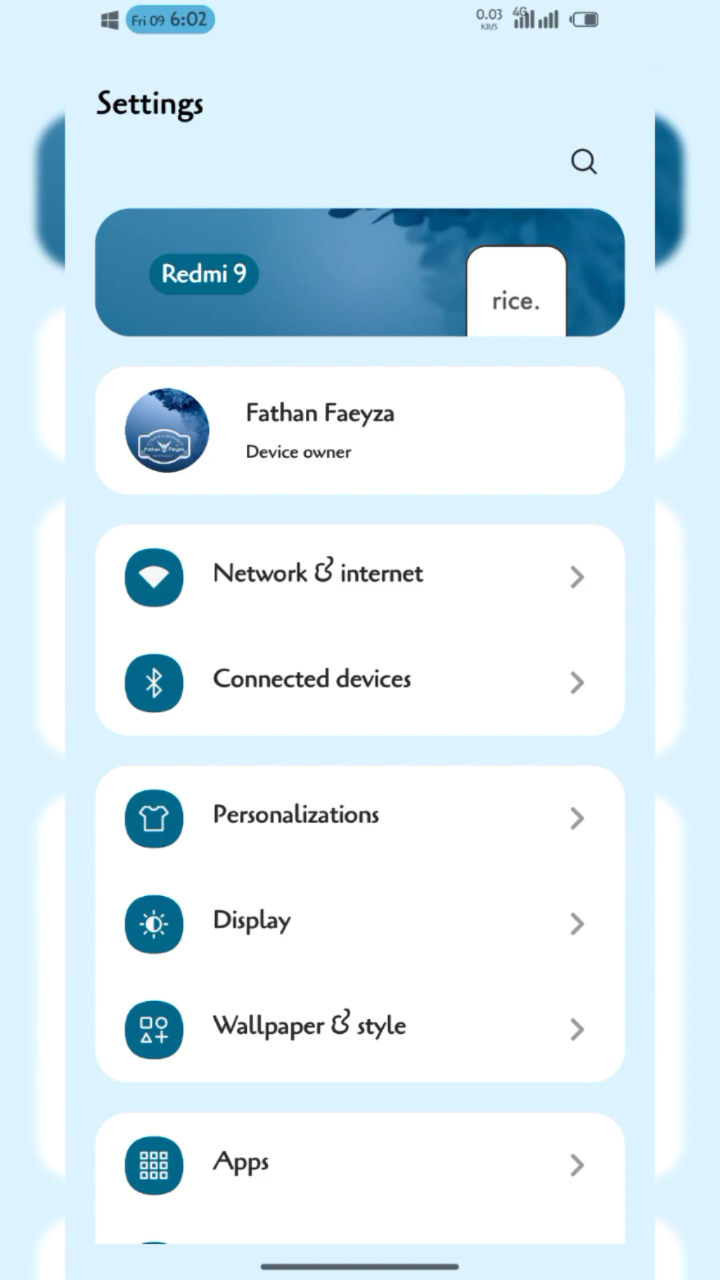 Fri 09 6:02
0.03
KB/S
4G
Settings
Redmi 9
rice.
Fathan Faeyza
Device owner
Network & internet
Connected devices
Personalizations
Display
Wallpaper & style
Apps